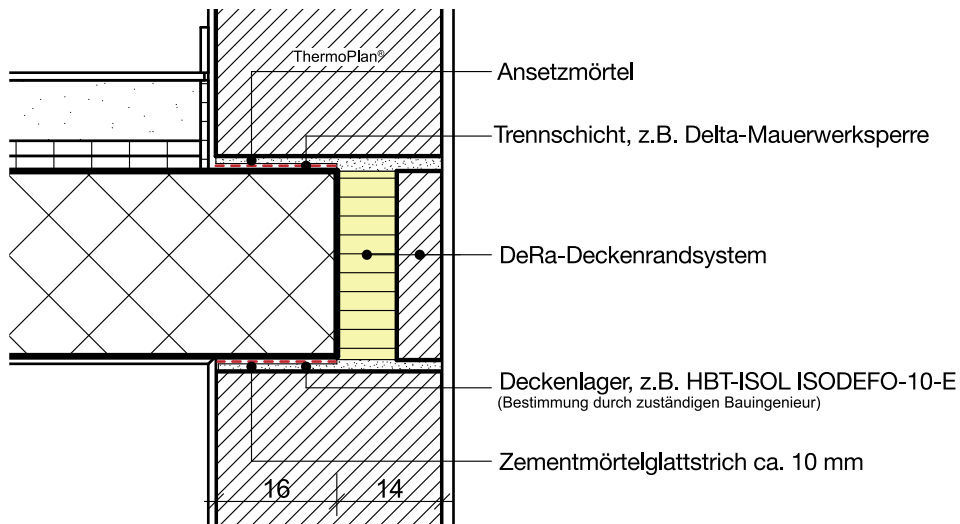 ThermoPlan®
Ansetzmörtel
Trennschicht, z.B. Delta-Mauerwerksperre
DeRa-Deckenrandsystem
Deckenlager, z.B. HBT-ISOL ISODEFO-10-E
(Bestimmung durch zuständigen Bauingenieur)
Zementmörtelglattstrich ca. 10 mm
16 14